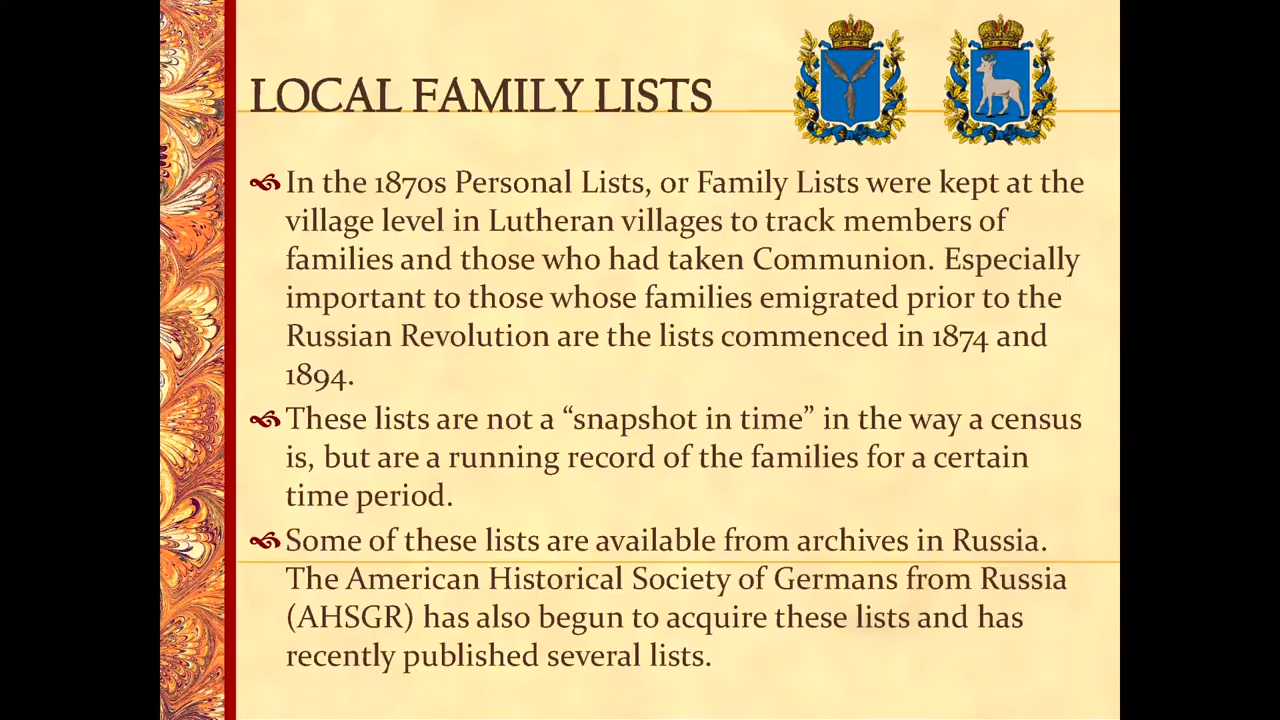 LOCAL FAMILY LISTS
In the 1870s Personal Lists, or Family Lists were kept at the
village level in Lutheran villages to track members of
families and those who had taken Communion. Especially
important to those whose families emigrated prior to the
Russian Revolution are the lists commenced in 1874 and
1894.
These lists are not a “snapshot in time” in the way a census
is, but are a running record of the families for a certain
time period.
Some of these lists are available from archives in Russia.
The American Historical Society of Germans from Russia
(AHSGR) has also begun to acquire these lists and has
recently published several lists.